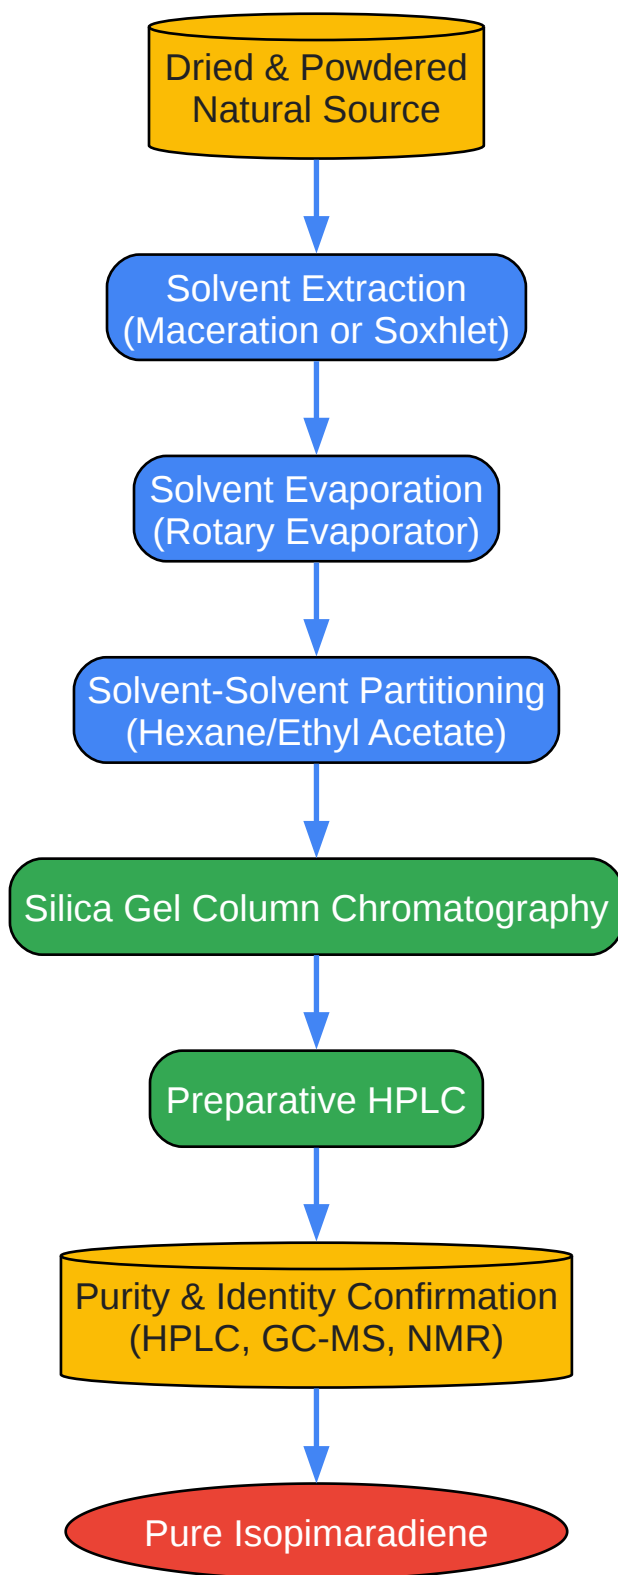 Dried & Powdered
Natural Source
Solvent Extraction
(Maceration or Soxhlet)
Solvent Evaporation
(Rotary Evaporator)
Solvent-Solvent Partitioning
(Hexane/Ethyl Acetate)
Silica Gel Column Chromatography
Preparative HPLC
Purity & Identity Confirmation
(HPLC, GC-MS, NMR)
Pure Isopimaradiene